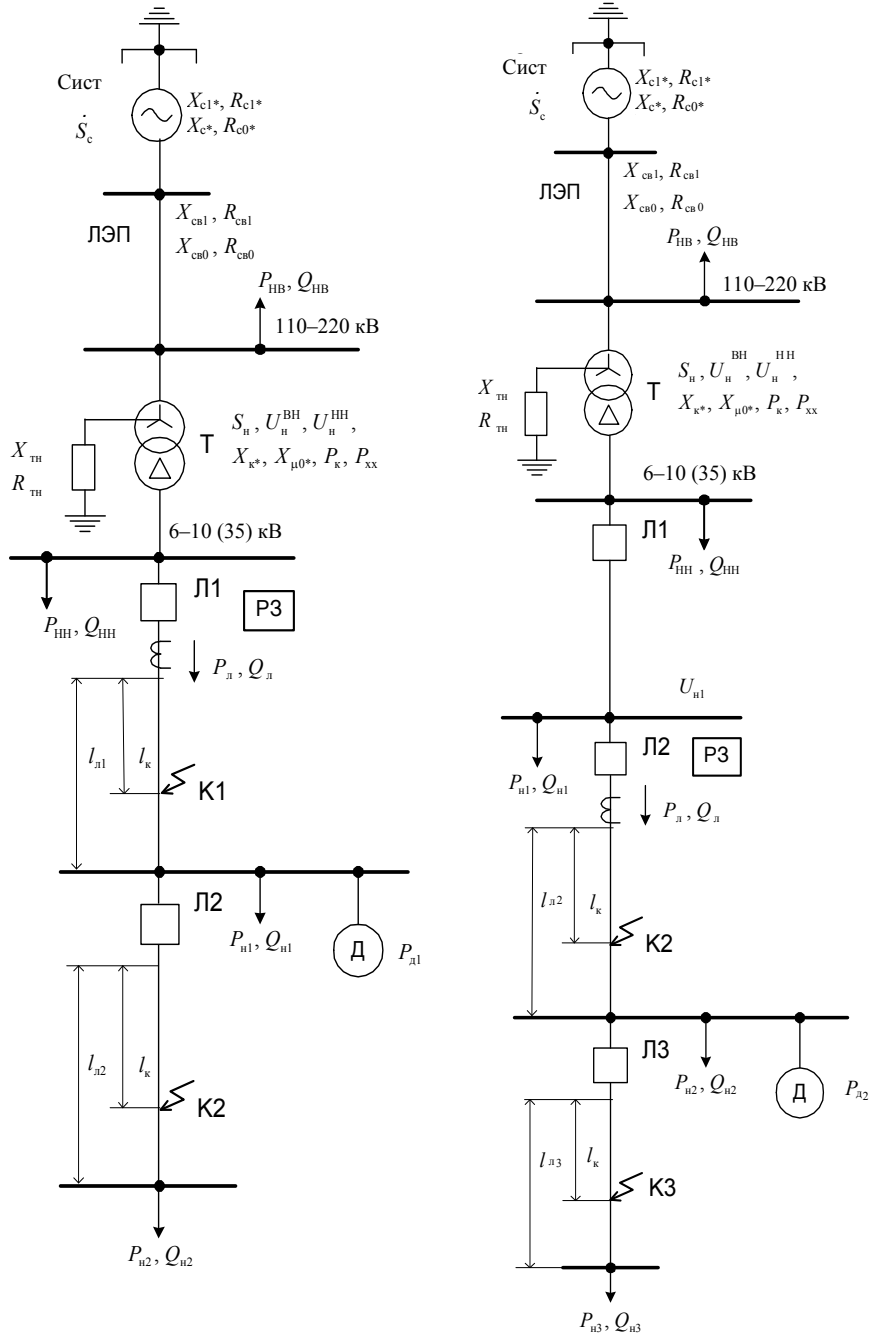 Сист
Ṡс
Xс1*, Rс1*
Xс*, Rс0*
ЛЭП
Xсв1, Rсв1
Xсв0, Rсв0
PНВ, QНВ
110–220 кВ
Xтн
Rтн
Т
Sн, UнВН, UнНН,
Xк*, Xμ0*, Pк, Pхх
6–10 (35) кВ
PНН, QНН
Л1
РЗ
Pл, Qл
lл1
lк
К1
Л2
Pн1, Qн1
Д
Pд1
lл2
lк
К2
Pн2, Qн2
Сист
Ṡс
Xс1*, Rс1*
Xс*, Rс0*
ЛЭП
Xсв1, Rсв1
Xсв0, Rсв0
PНВ, QНВ
110–220 кВ
Xтн
Rтн
Т
Sн, UнВН, UнНН,
Xк*, Xμ0*, Pк, Pхх
6–10 (35) кВ
Л1
PНН, QНН
Uн1
Л2
РЗ
Pн1, Qн1
Pл, Qл
lл2
lк
К2
Л3
Pн2, Qн2
Д
Pд2
lл3
lк
К3
Pн3, Qн3